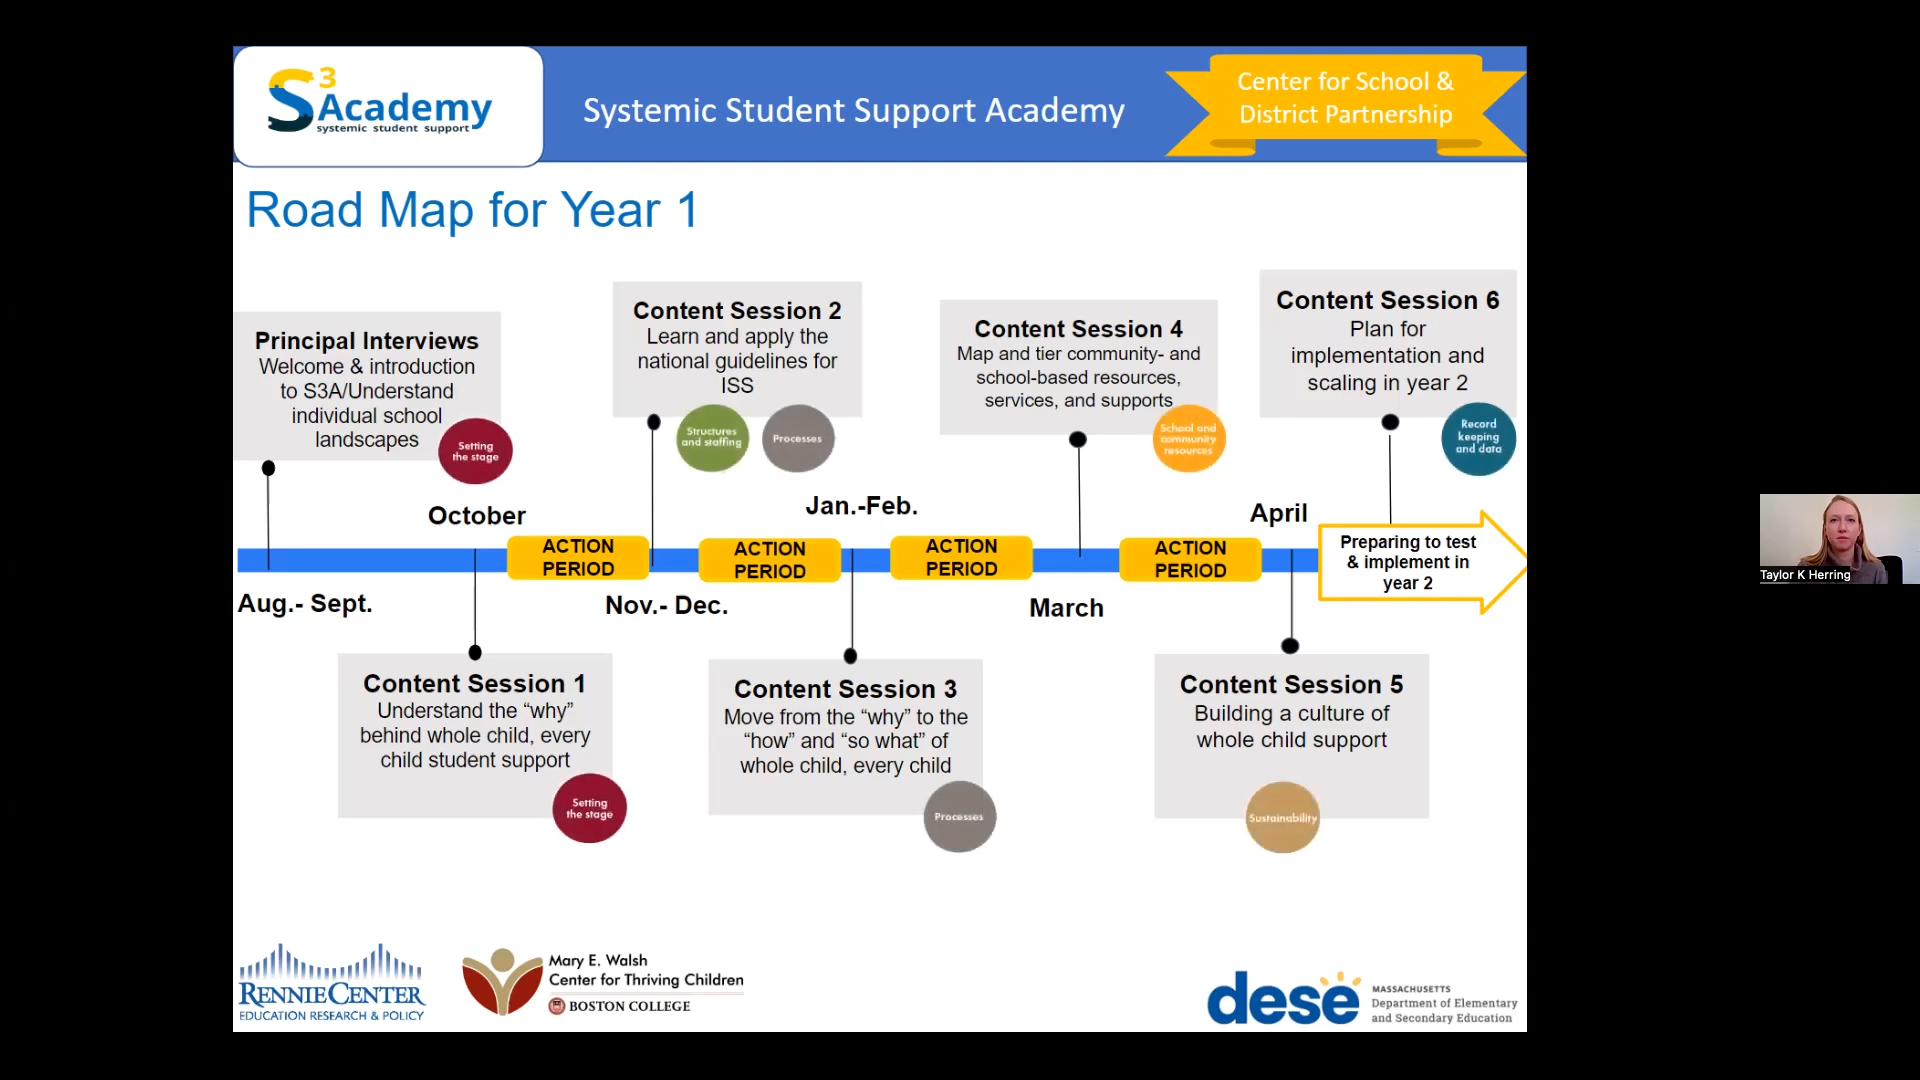 S3 Academy
systemic student support
Systemic Student Support Academy
Center for School &
District Partnership
Road Map for Year 1
Principal Interviews
Welcome & introduction
to S3A/Understand
individual school
landscapes
Setting
the stage
Content Session 2
Learn and apply the
national guidelines for
ISS
Structures
and staffing
Processes
Content Session 4
Map and tier community- and
school-based resources,
services, and supports
School and
community
resources
Content Session 6
Plan for
implementation and
scaling in year 2
Record
keeping
and data
October
Jan.-Feb.
April
ACTION
PERIOD
ACTION
PERIOD
ACTION
PERIOD
ACTION
PERIOD
Preparing to test
& implement in
year 2
Aug.- Sept.
Nov.- Dec.
March
Content Session 1
Understand the “why”
behind whole child, every
child student support
Setting
the stage
Content Session 3
Move from the “why” to the
“how” and “so what” of
whole child, every child
Processes
Content Session 5
Building a culture of
whole child support
Sustainability
Taylor K Herring
RENNIE CENTER
EDUCATION RESEARCH & POLICY
Mary E. Walsh
Center for Thriving Children
BOSTON COLLEGE
dese
MASSACHUSETTS
Department of Elementary
and Secondary Education